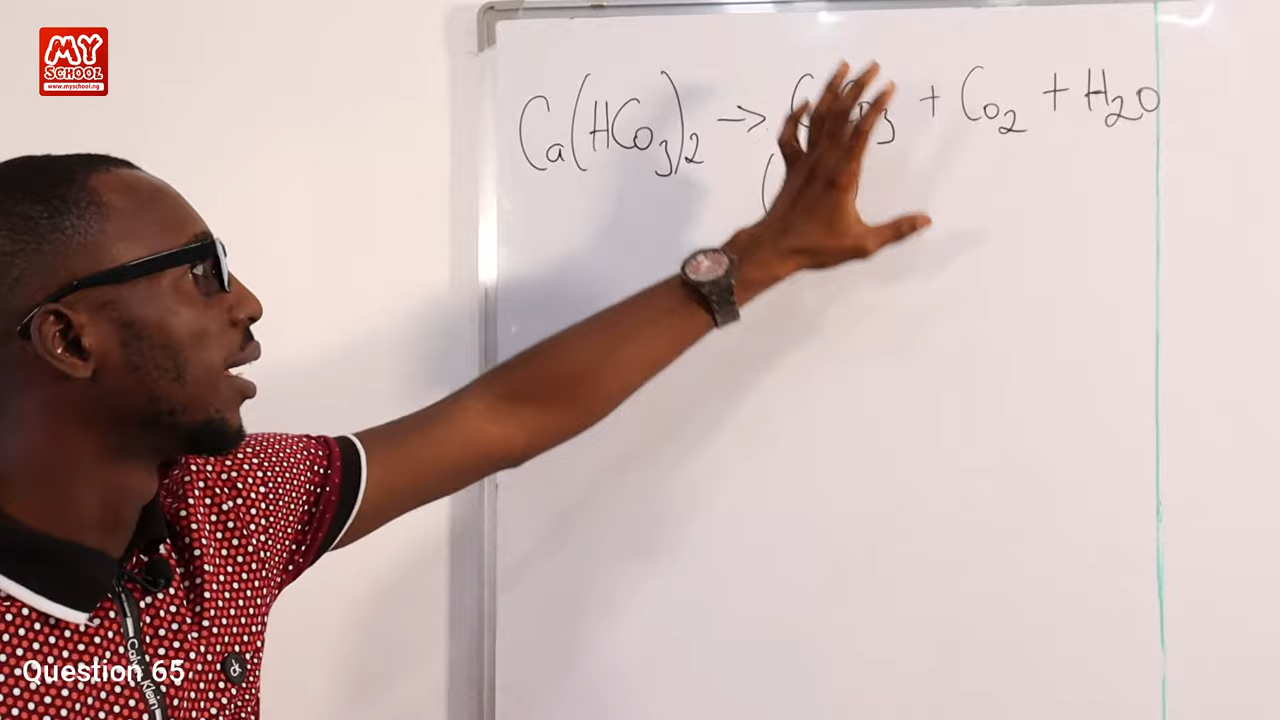 MY
SCHOOL
www.myschool.ng
Ca(HCo3)2 → + Co2 + H2O
Calvin Klein
Question 65